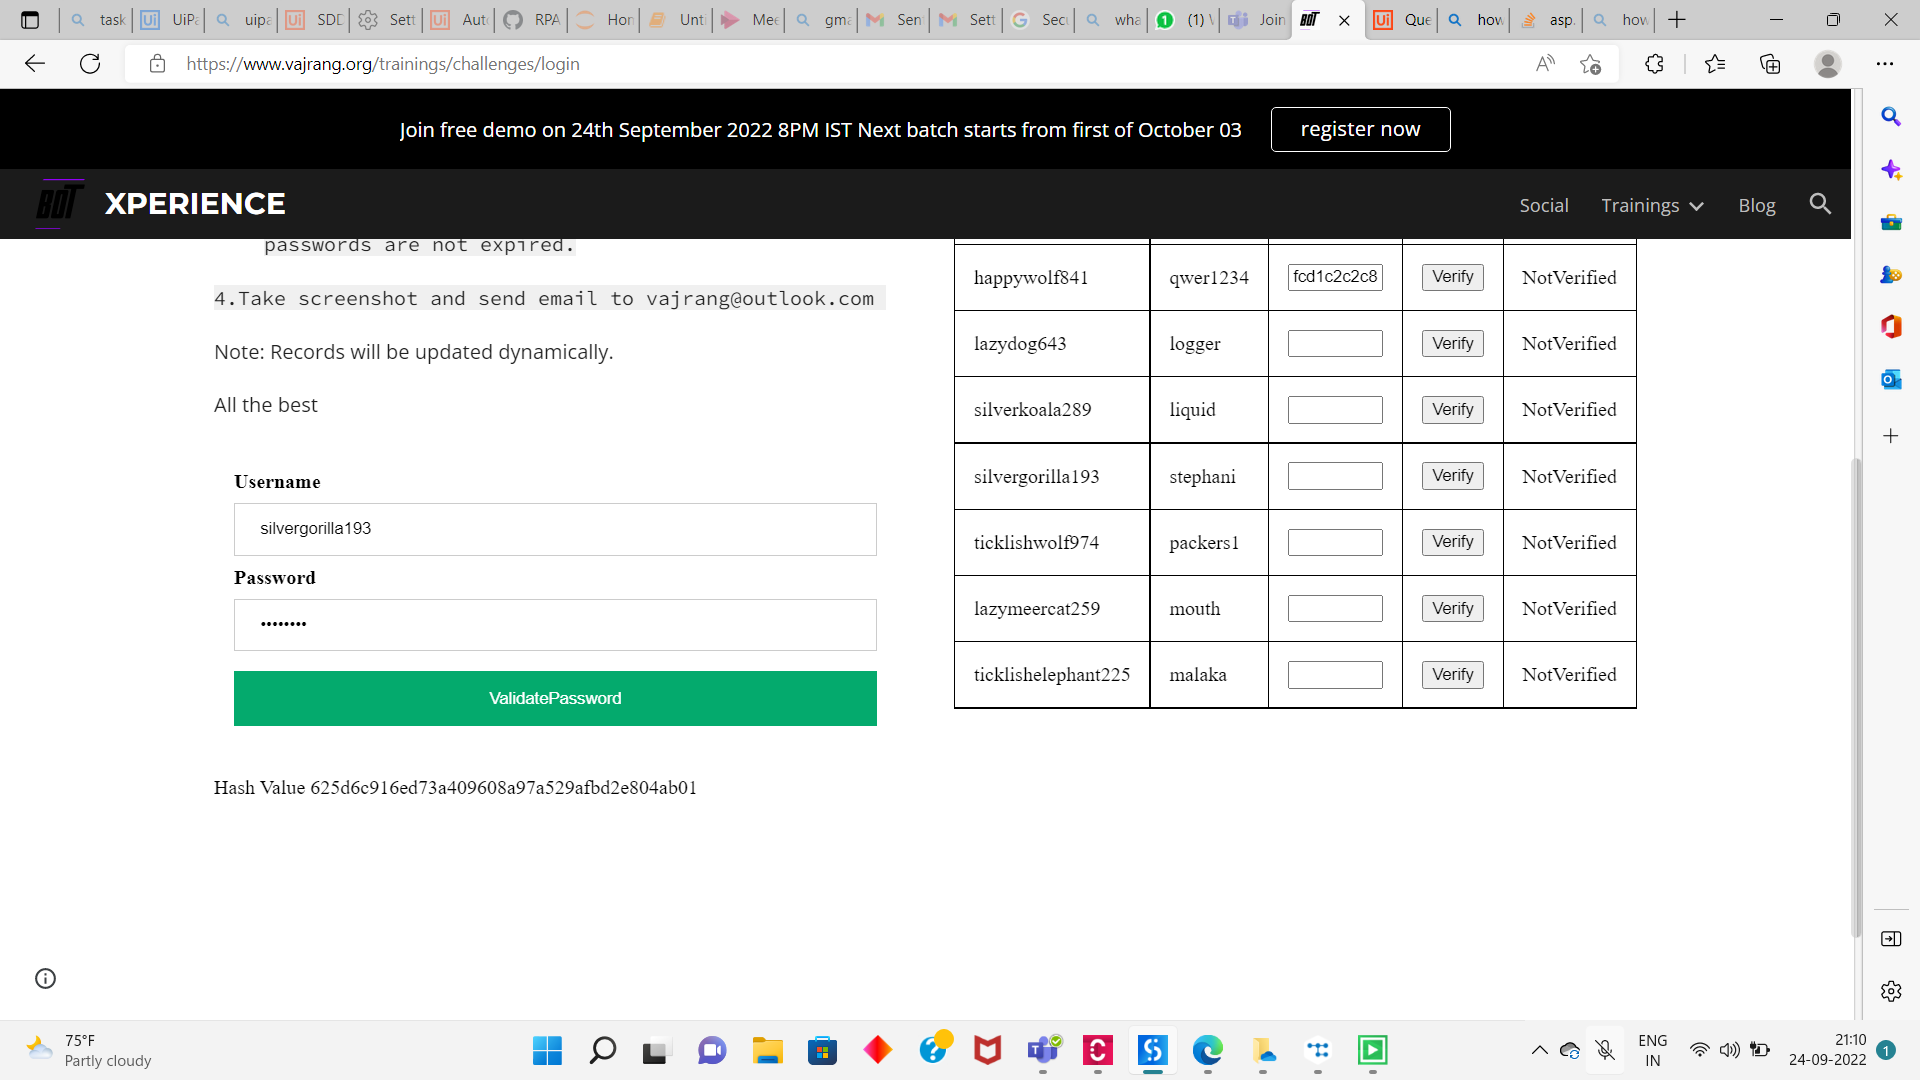 task
UiPa
uipa
SDD
Sett
Auto
RPA
Hor
Unti
Mee
gma
Sen
Sett
Secu
wha
(1) W
Join
Que
how
asp.
how
https://www.vajrang.org/trainings/challenges/login
Join free demo on 24th September 2022 8PM IST Next batch starts from first of October 03
register now
BOT XPERIENCE
Social
Trainings
Blog
passwords are not expired.
4.Take screenshot and send email to vajrang@outlook.com
Note: Records will be updated dynamically.
All the best
Username
silvergorilla193
Password
••••••••
ValidatePassword
Hash Value 625d6c916ed73a409608a97a529afbd2e804ab01
happywolf841 qwer1234 fcd1c2c2c8 Verify NotVerified
lazydog643 logger Verify NotVerified
silverkoala289 liquid Verify NotVerified
silvergorilla193 stephani Verify NotVerified
ticklishwolf974 packers1 Verify NotVerified
lazymeercat259 mouth Verify NotVerified
ticklishelephant225 malaka Verify NotVerified
75°F
Partly cloudy
ENG
IN
21:10
24-09-2022
1